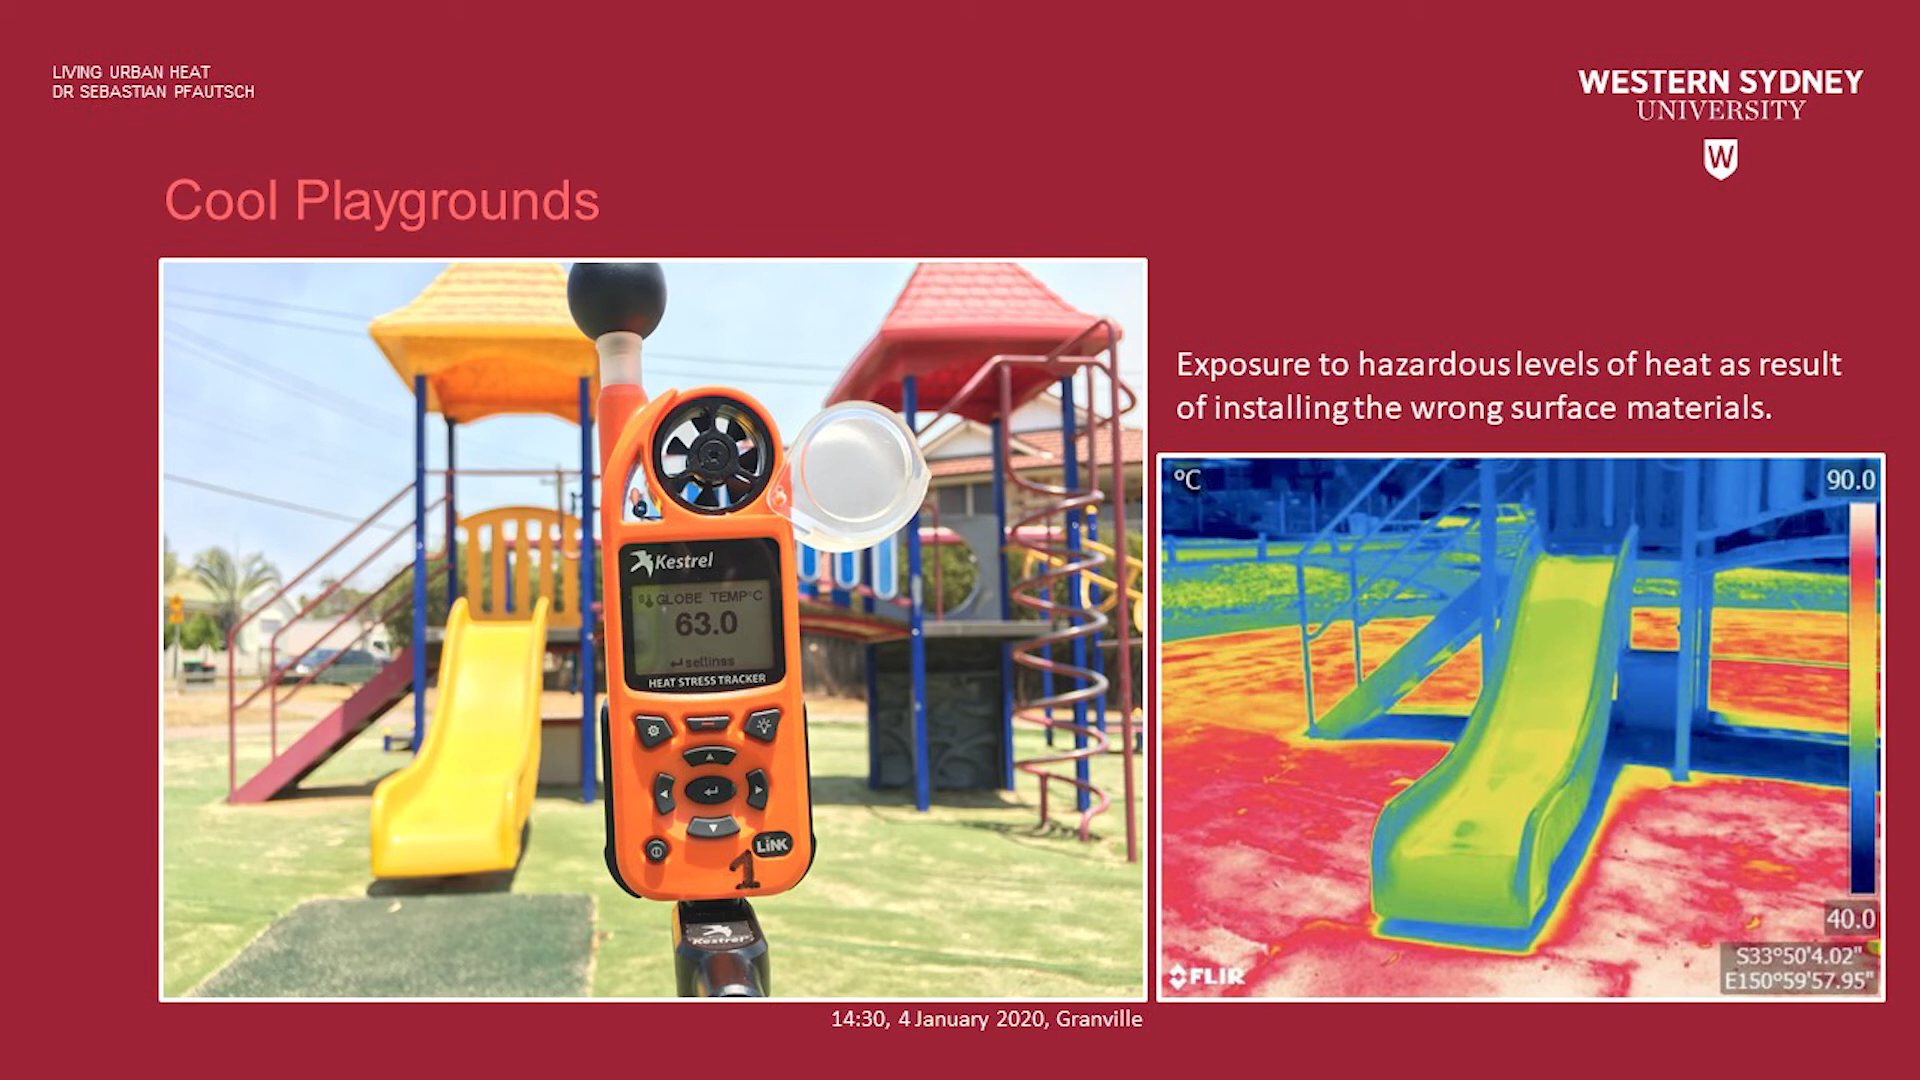 LIVING URBAN HEAT
DR SEBASTIAN PFAUTSCH
WESTERN SYDNEY
UNIVERSITY
W
Cool Playgrounds
Exposure to hazardous levels of heat as result
of installing the wrong surface materials.
Kestrel
GLOBE TEMP°C
63.0
settings
HEAT STRESS TRACKER
LiNK
1
Kestrel
°C
90.0
40.0
S33°50'4.02"
E150°59'57.95"
FLIR
14:30, 4 January 2020, Granville